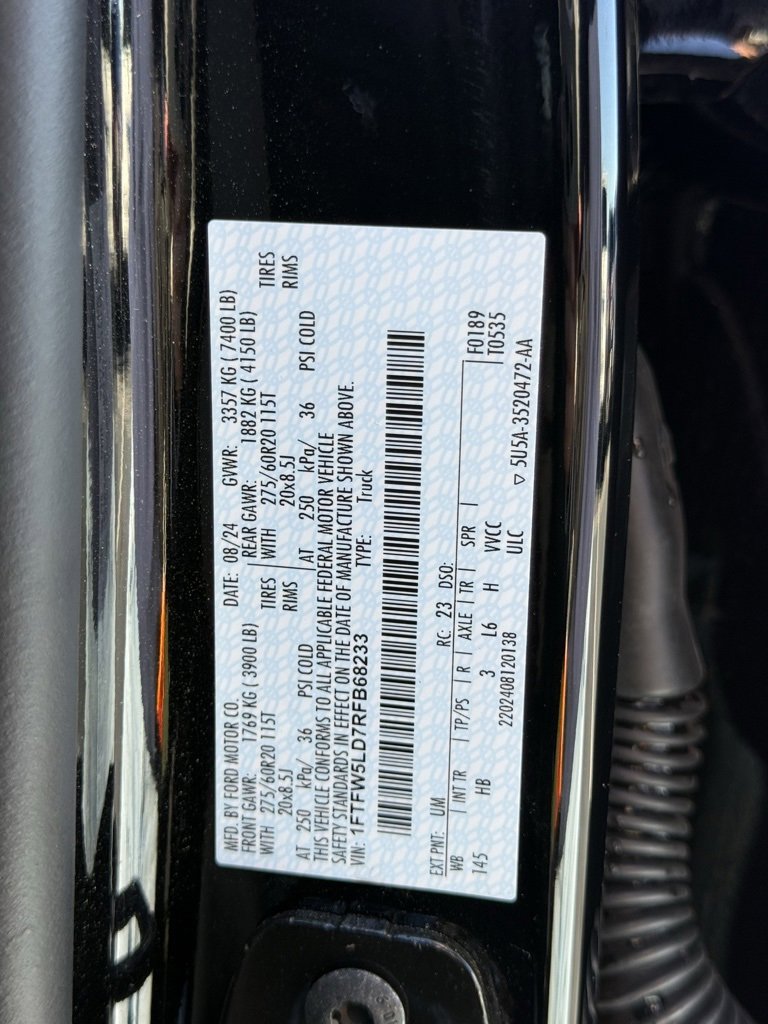 MFD. BY FORD MOTOR CO.
DATE: 08/24 GVWR: 3357 KG ( 7400 LB)
FRONT GAWR: 1769 KG ( 3900 LB) REAR GAWR: 1882 KG ( 4150 LB)
WITH 275/60R20 115T TIRES WITH 275/60R20 115T TIRES
20x8.5J RIMS 20x8.5J RIMS
AT 250 kPa/ 36 PSI COLD AT 250 kPa/ 36 PSI COLD
THIS VEHICLE CONFORMS TO ALL APPLICABLE FEDERAL MOTOR VEHICLE
SAFETY STANDARDS IN EFFECT ON THE DATE OF MANUFACTURE SHOWN ABOVE.
VIN: 1FTFW5LD7RFB68233 TYPE: Truck
EXT PNT: UM RC: 23 DSO: F0189
WB INT TR TP/PS R AXLE TR SPR T0535
145 HB 3 L6 H VVCC
2202408120138 ULC ▽ 5U5A-3520472-AA